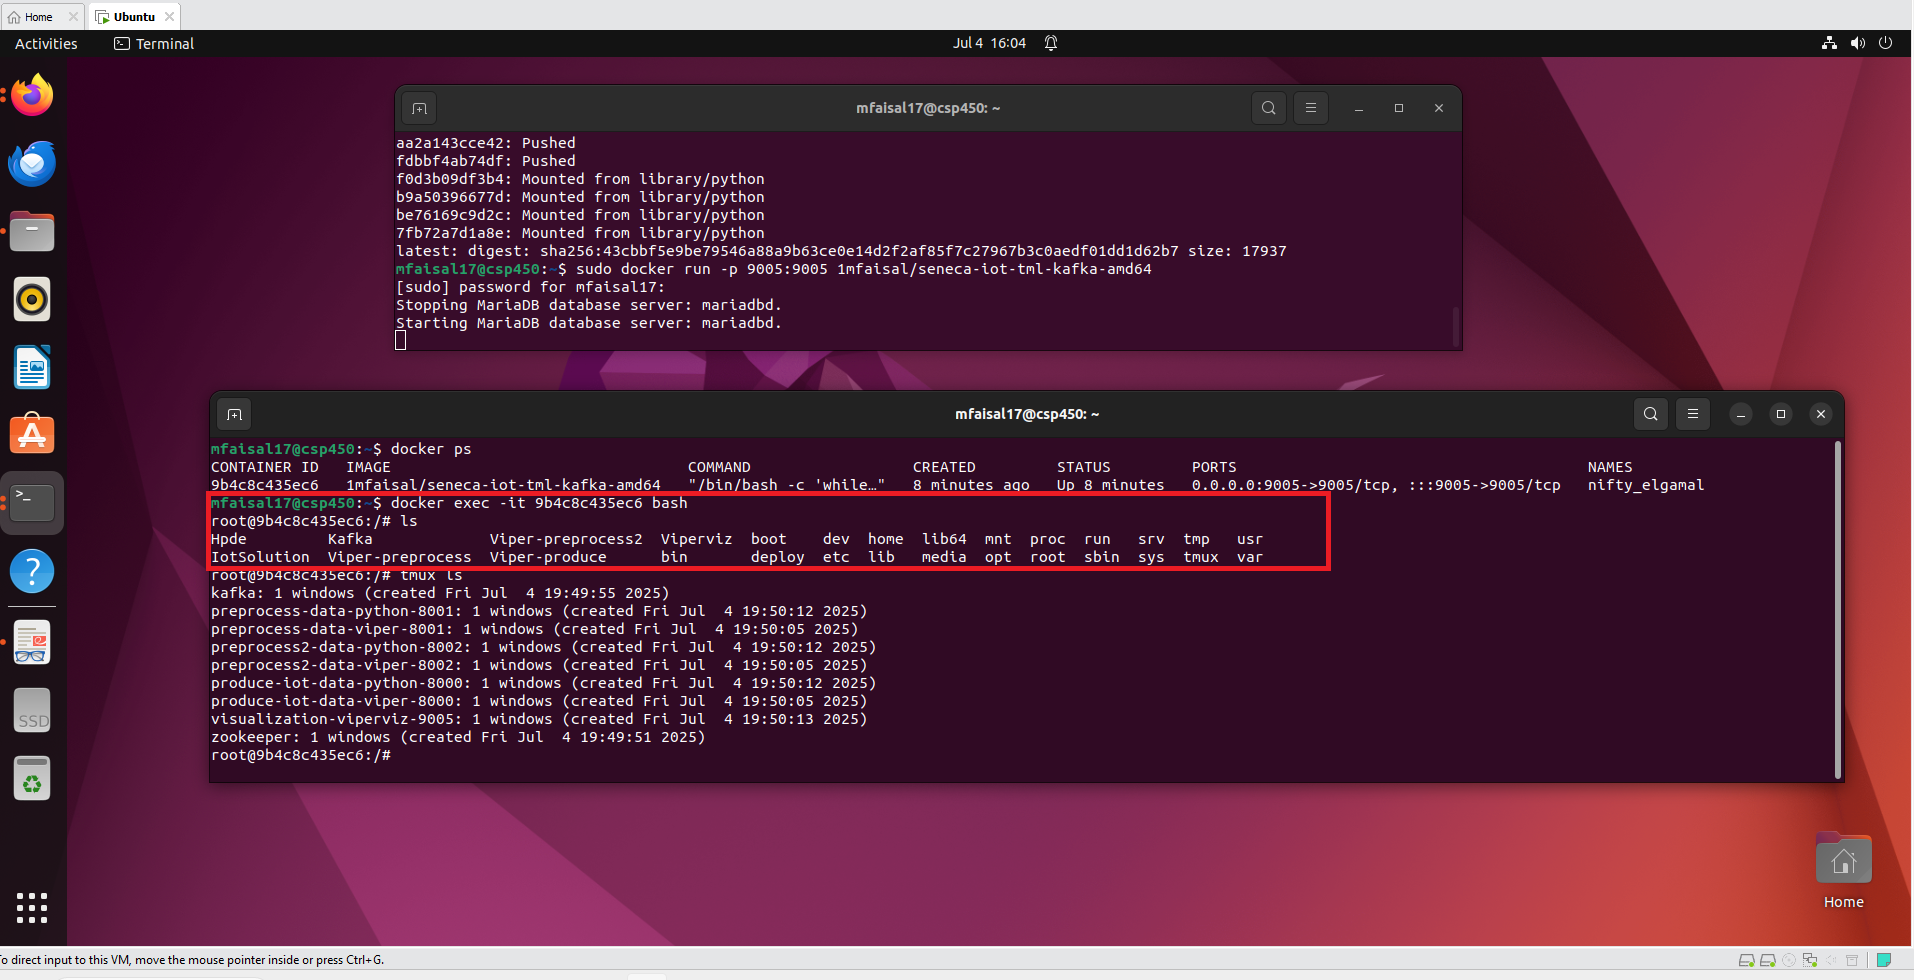 Home
Ubuntu
Activities
Terminal
Jul 4 16:04
mfaisal17@csp450: ~
aa2a143cce42: Pushed
fdbbf4ab74df: Pushed
f0d3b09df3b4: Mounted from library/python
b9a50396677d: Mounted from library/python
be76169c9d2c: Mounted from library/python
7fb72a7d1a8e: Mounted from library/python
latest: digest: sha256:43cbbf5e9be79546a88a9b63ce0e14d2f2af85f7c27967b3c0aedf01dd1d62b7 size: 17937
mfaisal17@csp450:~$ sudo docker run -p 9005:9005 1mfaisal/seneca-iot-tml-kafka-amd64
[sudo] password for mfaisal17:
Stopping MariaDB database server: mariadbd.
Starting MariaDB database server: mariadbd.
mfaisal17@csp450: ~
mfaisal17@csp450:~$ docker ps
CONTAINER ID   IMAGE   COMMAND   CREATED   STATUS   PORTS   NAMES
9b4c8c435ec6   1mfaisal/seneca-iot-tml-kafka-amd64   "/bin/bash -c 'while…"   8 minutes ago   Up 8 minutes   0.0.0.0:9005->9005/tcp, :::9005->9005/tcp   nifty_elgamal
mfaisal17@csp450:~$ docker exec -it 9b4c8c435ec6 bash
root@9b4c8c435ec6:/# ls
Hpde   Kafka   Viper-preprocess2   Viperviz   boot   dev   home   lib64   mnt   proc   run   srv   tmp   usr
IotSolution   Viper-preprocess   Viper-produce   bin   deploy   etc   lib   media   opt   root   sbin   sys   tmux   var
root@9b4c8c435ec6:/# tmux ls
kafka: 1 windows (created Fri Jul  4 19:49:55 2025)
preprocess-data-python-8001: 1 windows (created Fri Jul  4 19:50:12 2025)
preprocess-data-viper-8001: 1 windows (created Fri Jul  4 19:50:05 2025)
preprocess2-data-python-8002: 1 windows (created Fri Jul  4 19:50:12 2025)
preprocess2-data-viper-8002: 1 windows (created Fri Jul  4 19:50:05 2025)
produce-iot-data-python-8000: 1 windows (created Fri Jul  4 19:50:12 2025)
produce-iot-data-viper-8000: 1 windows (created Fri Jul  4 19:50:05 2025)
visualization-viperviz-9005: 1 windows (created Fri Jul  4 19:50:13 2025)
zookeeper: 1 windows (created Fri Jul  4 19:49:51 2025)
root@9b4c8c435ec6:/#
SSD
Home
To direct input to this VM, move the mouse pointer inside or press Ctrl+G.